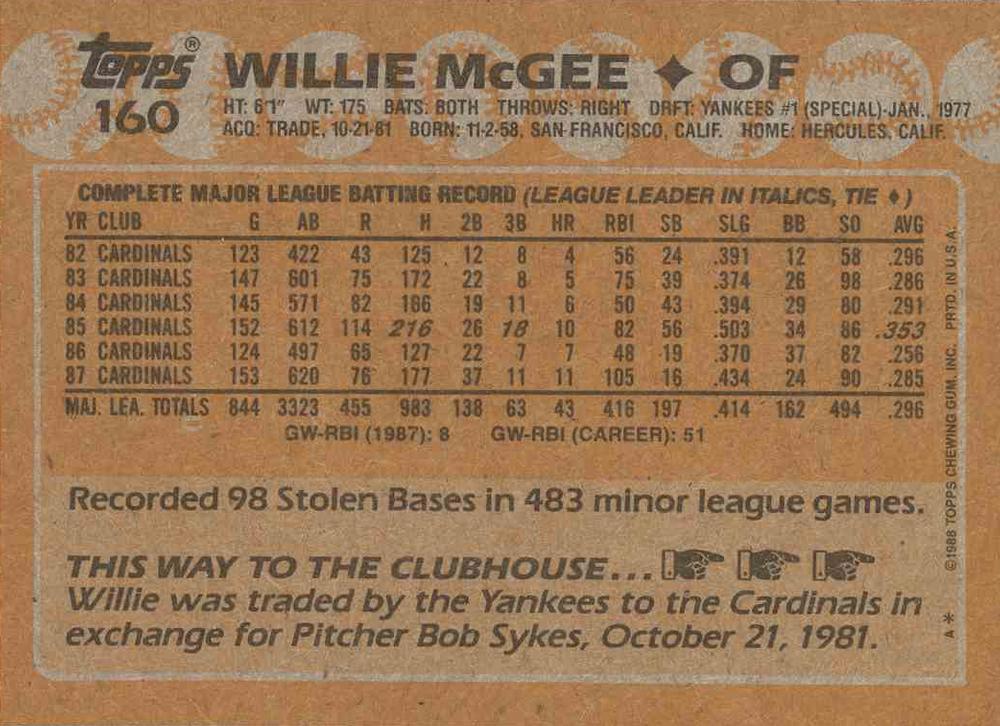 topps® WILLIE McGEE ♦ OF
160
HT: 6'1" WT: 175 BATS: BOTH THROWS: RIGHT DRFT: YANKEES #1 (SPECIAL)-JAN., 1977
ACQ: TRADE, 10-21-81 BORN: 11-2-58, SAN FRANCISCO, CALIF. HOME: HERCULES, CALIF.
COMPLETE MAJOR LEAGUE BATTING RECORD (LEAGUE LEADER IN ITALICS, TIE ♦)
YR CLUB G AB R H 2B 3B HR RBI SB SLG BB SO AVG
82 CARDINALS 123 422 43 125 12 8 4 56 24 .391 12 58 .296
83 CARDINALS 147 601 75 172 22 8 5 75 39 .374 26 98 .286
84 CARDINALS 145 571 82 166 19 11 6 50 43 .394 29 80 .291
85 CARDINALS 152 612 114 216 26 18 10 82 56 .503 34 86 .353
86 CARDINALS 124 497 65 127 22 7 7 48 19 .370 37 82 .256
87 CARDINALS 153 620 76 177 37 11 11 105 16 .434 24 90 .285
MAJ. LEA. TOTALS 844 3323 455 983 138 63 43 416 197 .414 162 494 .296
GW-RBI (1987): 8 GW-RBI (CAREER): 51
Recorded 98 Stolen Bases in 483 minor league games.
THIS WAY TO THE CLUBHOUSE...
Willie was traded by the Yankees to the Cardinals in
exchange for Pitcher Bob Sykes, October 21, 1981.
A* ©1988 TOPPS CHEWING GUM, INC. PRTD. IN U.S.A.